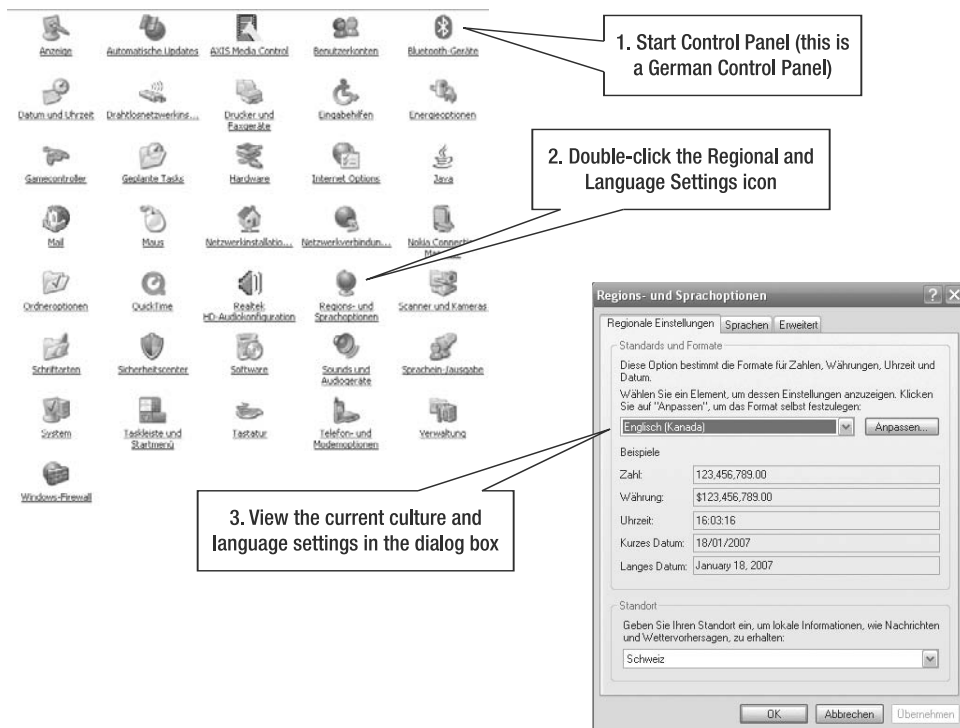 Anzeige
Automatische Updates
AXIS Media Control
Benutzerkonten
Bluetooth-Geräte
1. Start Control Panel (this is
a German Control Panel)
Datum und Uhrzeit
Drahtlosnetzwerkins...
Drucker und
Faxgeräte
Eingabehilfen
Energieoptionen
2. Double-click the Regional and
Language Settings icon
Gamecontroller
Geplante Tasks
Hardware
Internet Options
Java
Mail
Maus
Netzwerkinstallatio...
Netzwerkverbindun...
Nokia Connection
Ordneroptionen
QuickTime
Realtek
HD-Audiokonfiguration
Regions- und
Sprachoptionen
Scanner und Kameras
Schriftarten
Sicherheitscenter
Software
Sounds und
Audiogeräte
Sprachein-/ausgabe
System
Taskleiste und
Startmenü
Tastatur
Telefon- und
Modemoptionen
Verwaltung
Windows-Firewall
3. View the current culture and
language settings in the dialog box
Regions- und Sprachoptionen
Regionale Einstellungen Sprachen Erweitert
Standards und Formate
Diese Option bestimmt die Formate für Zahlen, Währungen, Uhrzeit und
Datum.
Wählen Sie ein Element, um dessen Einstellungen anzuzeigen. Klicken
Sie auf "Anpassen", um das Format selbst festzulegen:
Englisch (Kanada)
Anpassen...
Beispiele
Zahl: 123,456,789.00
Währung: $123,456,789.00
Uhrzeit: 16:03:16
Kurzes Datum: 18/01/2007
Langes Datum: January 18, 2007
Standort
Geben Sie Ihren Standort ein, um lokale Informationen, wie Nachrichten
und Wettervorhersagen, zu erhalten:
Schweiz
OK Abbrechen Übernehmen